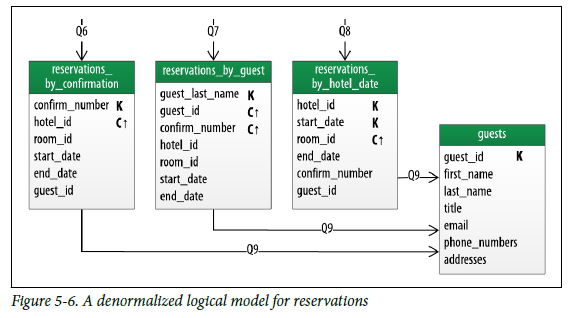 Q6
Q7
Q8
reservations_
by_confirmation
confirm_number K
hotel_id C↑
room_id
start_date
end_date
guest_id
reservations_by_guest
guest_last_name K
guest_id C↑
confirm_number C↑
hotel_id
room_id
start_date
end_date
reservations_
by_hotel_date
hotel_id K
start_date K
room_id C↑
end_date
confirm_number
guest_id
guests
guest_id K
first_name
last_name
title
email
phone_numbers
addresses
Q9
Q9
Q9
Figure 5-6. A denormalized logical model for reservations